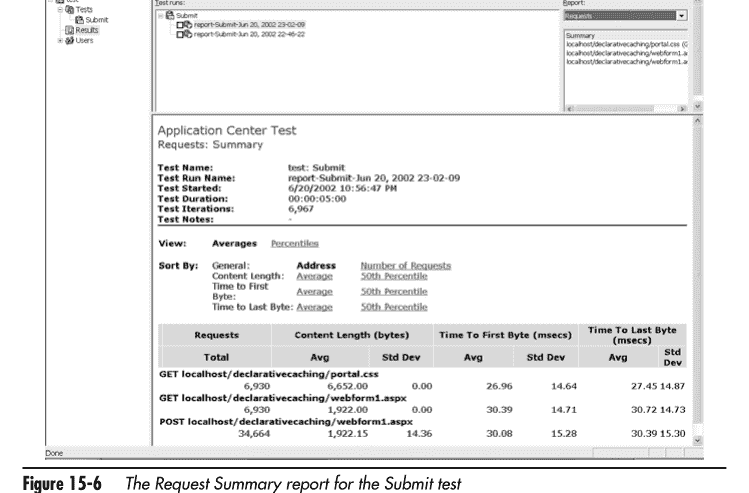 Test runs:
Report:
Tests
Submit
Results
Users
Submit
report-Submit-Jun 20, 2002 23-02-09
report-Submit-Jun 20, 2002 22-46-22
Requests
Summary
localhost/declarativecaching/portal.css (G
localhost/declarativecaching/webform1.a
localhost/declarativecaching/webform1.a
Application Center Test
Requests: Summary
Test Name: test: Submit
Test Run Name: report-Submit-Jun 20, 2002 23-02-09
Test Started: 6/20/2002 10:56:47 PM
Test Duration: 00:00:05:00
Test Iterations: 6,967
Test Notes: -
View: Averages Percentiles
Sort By: General: Address Number of Requests
Content Length: Average 50th Percentile
Time to First Byte: Average 50th Percentile
Time to Last Byte: Average 50th Percentile
Requests Content Length (bytes) Time To First Byte (msecs) Time To Last Byte (msecs)
Total Avg Std Dev Avg Std Dev Avg Std Dev
GET localhost/declarativecaching/portal.css
6,930 6,652.00 0.00 26.96 14.64 27.45 14.87
GET localhost/declarativecaching/webform1.aspx
6,930 1,922.00 0.00 30.39 14.71 30.72 14.73
POST localhost/declarativecaching/webform1.aspx
34,664 1,922.15 14.36 30.08 15.28 30.39 15.30
Done
Figure 15-6 The Request Summary report for the Submit test